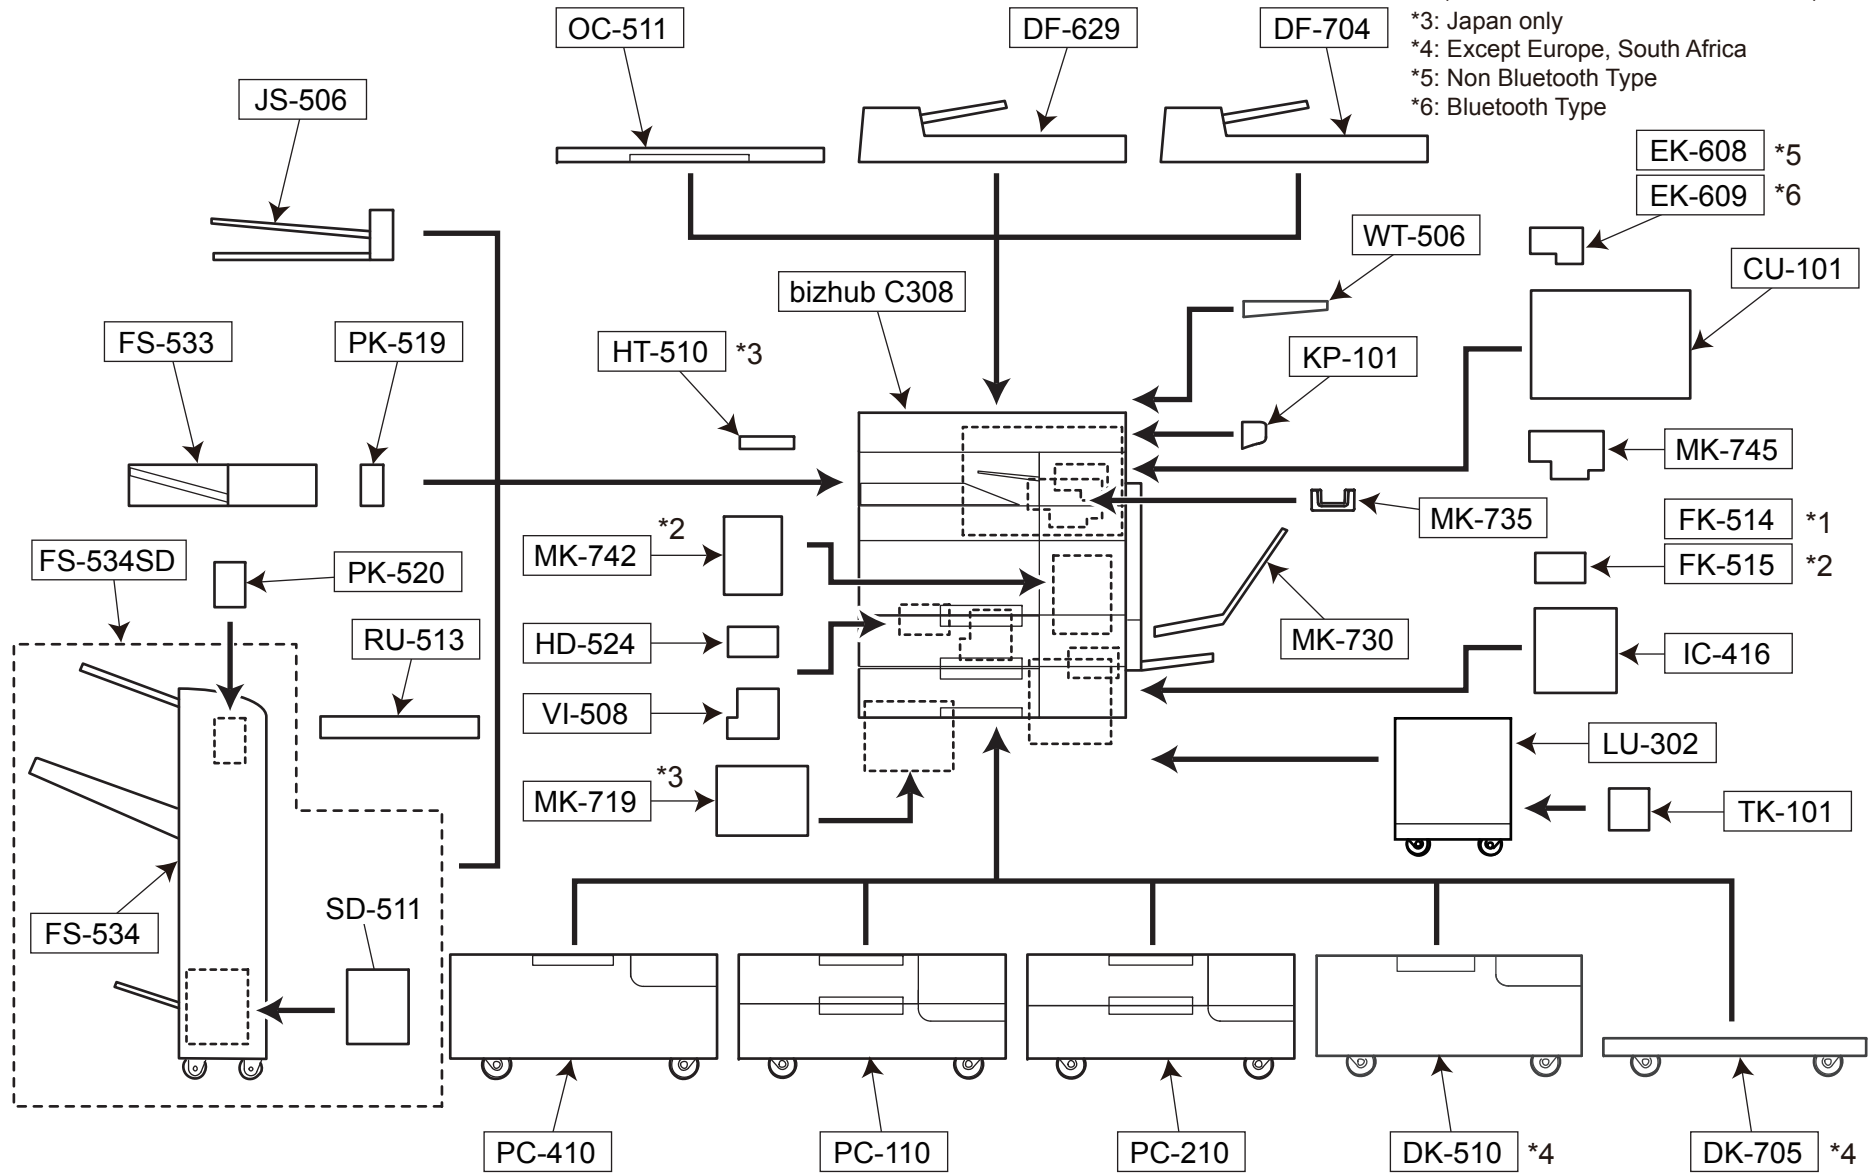 *3: Japan only
*4: Except Europe, South Africa
*5: Non Bluetooth Type
*6: Bluetooth Type
OC-511
DF-629
DF-704
JS-506
EK-608 *5
EK-609 *6
WT-506
CU-101
bizhub C308
FS-533
PK-519
HT-510 *3
KP-101
MK-745
MK-735
FK-514 *1
FK-515 *2
MK-742 *2
FS-534SD
PK-520
HD-524
RU-513
MK-730
IC-416
VI-508
LU-302
MK-719 *3
TK-101
SD-511
FS-534
PC-410
PC-110
PC-210
DK-510 *4
DK-705 *4